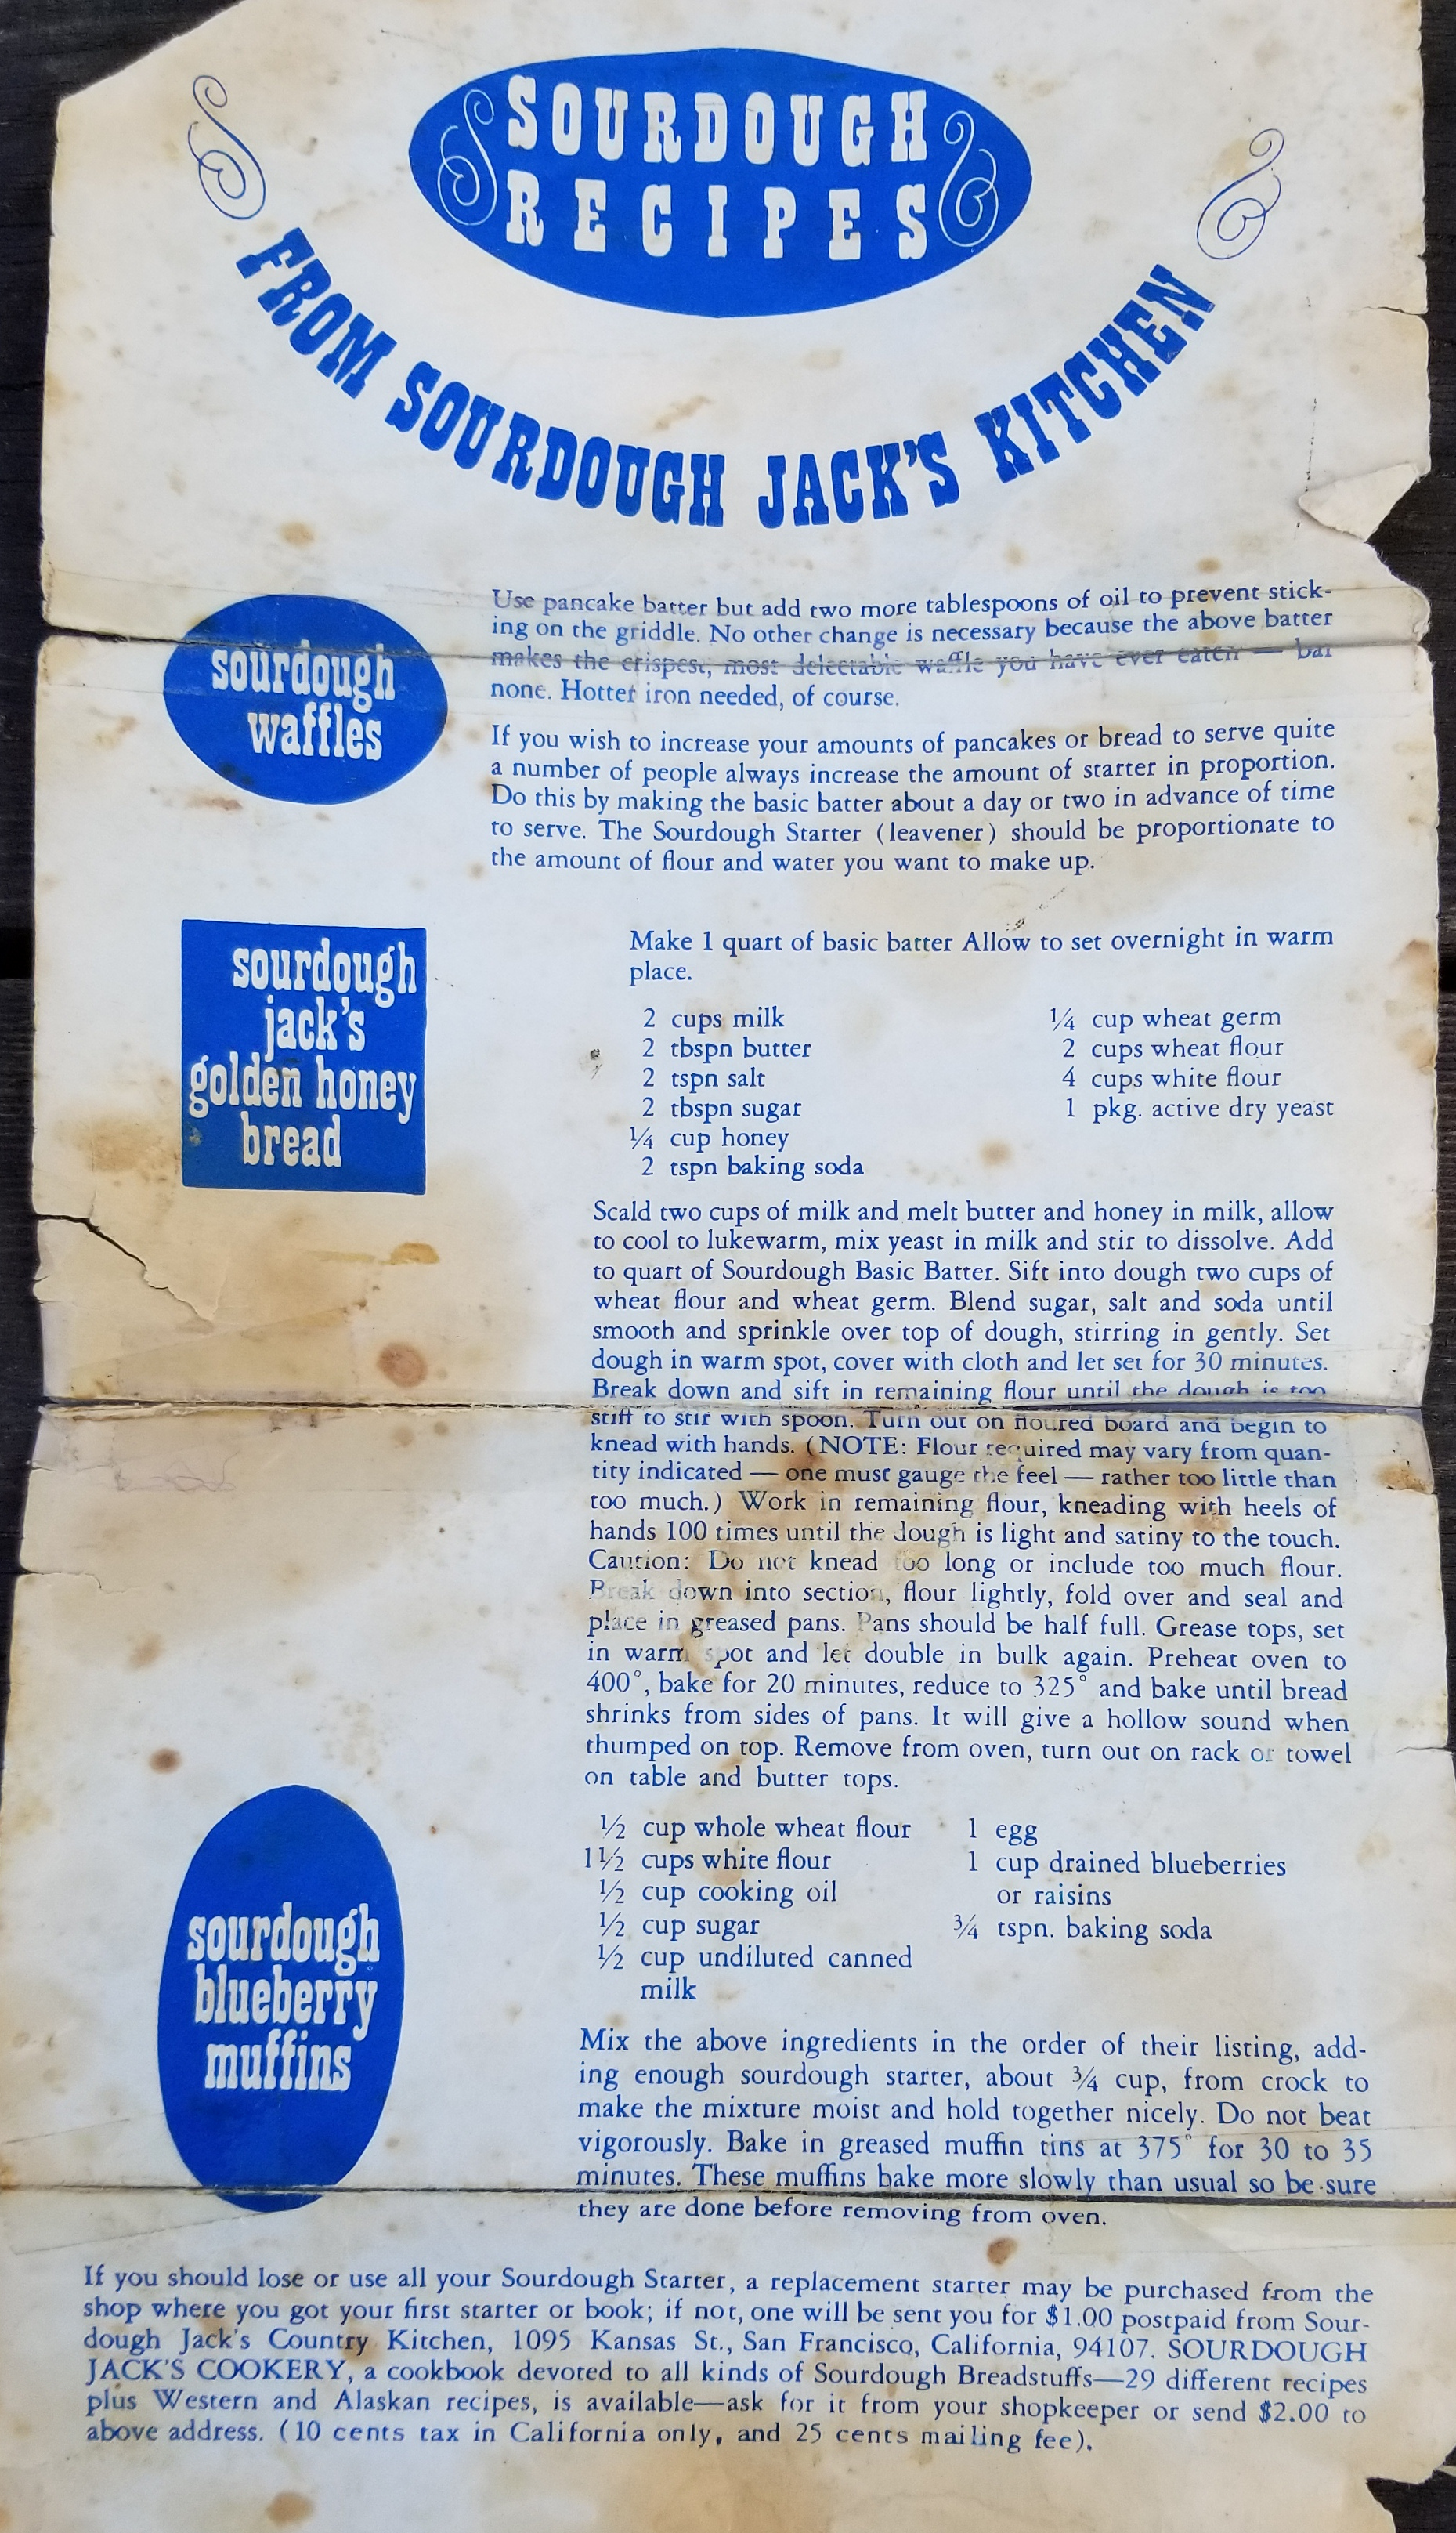 SOURDOUGH
RECIPES
FROM SOURDOUGH JACK'S KITCHEN
sourdough
waffles
Use pancake batter but add two more tablespoons of oil to prevent stick-
ing on the griddle. No other change is necessary because the above batter
makes the crispest, most delectable waffle you have ever eaten — bar
none. Hotter iron needed, of course.
If you wish to increase your amounts of pancakes or bread to serve quite
a number of people always increase the amount of starter in proportion.
Do this by making the basic batter about a day or two in advance of time
to serve. The Sourdough Starter (leavener) should be proportionate to
the amount of flour and water you want to make up.
sourdough
jack's
golden honey
bread
Make 1 quart of basic batter Allow to set overnight in warm
place.
2 cups milk
2 tbspn butter
2 tspn salt
2 tbspn sugar
¼ cup honey
2 tspn baking soda
¼ cup wheat germ
2 cups wheat flour
4 cups white flour
1 pkg. active dry yeast
Scald two cups of milk and melt butter and honey in milk, allow
to cool to lukewarm, mix yeast in milk and stir to dissolve. Add
to quart of Sourdough Basic Batter. Sift into dough two cups of
wheat flour and wheat germ. Blend sugar, salt and soda until
smooth and sprinkle over top of dough, stirring in gently. Set
dough in warm spot, cover with cloth and let set for 30 minutes.
Break down and sift in remaining flour until the dough is too
stiff to stir with spoon. Turn out on floured board and begin to
knead with hands. (NOTE: Flour required may vary from quan-
tity indicated — one must gauge the feel — rather too little than
too much.) Work in remaining flour, kneading with heels of
hands 100 times until the dough is light and satiny to the touch.
Caution: Do not knead too long or include too much flour.
Break down into section, flour lightly, fold over and seal and
place in greased pans. Pans should be half full. Grease tops, set
in warm spot and let double in bulk again. Preheat oven to
400°, bake for 20 minutes, reduce to 325° and bake until bread
shrinks from sides of pans. It will give a hollow sound when
thumped on top. Remove from oven, turn out on rack or towel
on table and butter tops.
sourdough
blueberry
muffins
½ cup whole wheat flour
1½ cups white flour
½ cup cooking oil
½ cup sugar
½ cup undiluted canned
milk
1 egg
1 cup drained blueberries
or raisins
¾ tspn. baking soda
Mix the above ingredients in the order of their listing, add-
ing enough sourdough starter, about ¾ cup, from crock to
make the mixture moist and hold together nicely. Do not beat
vigorously. Bake in greased muffin tins at 375° for 30 to 35
minutes. These muffins bake more slowly than usual so be sure
they are done before removing from oven.
If you should lose or use all your Sourdough Starter, a replacement starter may be purchased from the
shop where you got your first starter or book; if not, one will be sent you for $1.00 postpaid from Sour-
dough Jack's Country Kitchen, 1095 Kansas St., San Francisco, California, 94107. SOURDOUGH
JACK'S COOKERY, a cookbook devoted to all kinds of Sourdough Breadstuffs—29 different recipes
plus Western and Alaskan recipes, is available—ask for it from your shopkeeper or send $2.00 to
above address. (10 cents tax in California only, and 25 cents mailing fee).